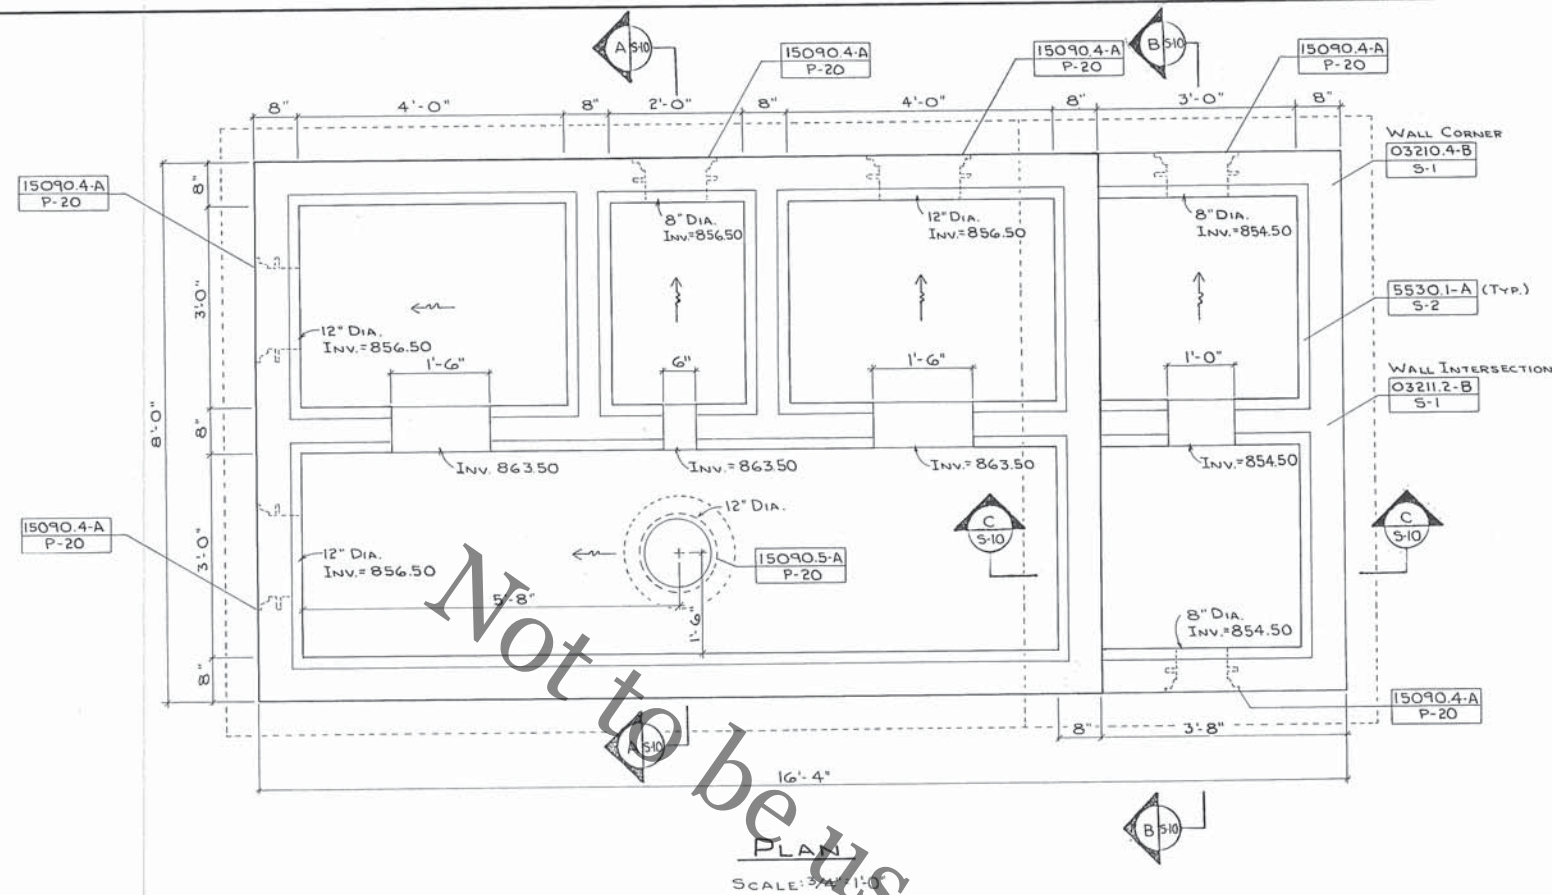 A S-10
B S-10
15090.4-A
P-20
15090.4-A
P-20
15090.4-A
P-20
8" 4'-0" 8" 2'-0" 8" 4'-0" 8" 3'-0" 8"
WALL CORNER
03210.4-B
S-1
15090.4-A
P-20
8"
8" DIA.
INV.=856.50
12" DIA.
INV.=856.50
8" DIA.
INV.=854.50
3'-0"
5530.1-A (TYP.)
S-2
12" DIA.
INV.=856.50
1'-6"
6"
1'-6"
1'-0"
WALL INTERSECTION
03211.2-B
S-1
8'-0"
8"
INV. 863.50
INV.=863.50
INV.=863.50
INV.=854.50
15090.4-A
P-20
3'-0"
12" DIA.
INV.=856.50
12" DIA.
15090.5-A
P-20
C
S-10
C
S-10
5'-8"
1'-6"
8" DIA.
INV.=854.50
8"
15090.4-A
P-20
A S-10
8" 3'-8"
16'-4"
B S-10
PLAN
SCALE: 3/4"=1'-0"
Not to be us